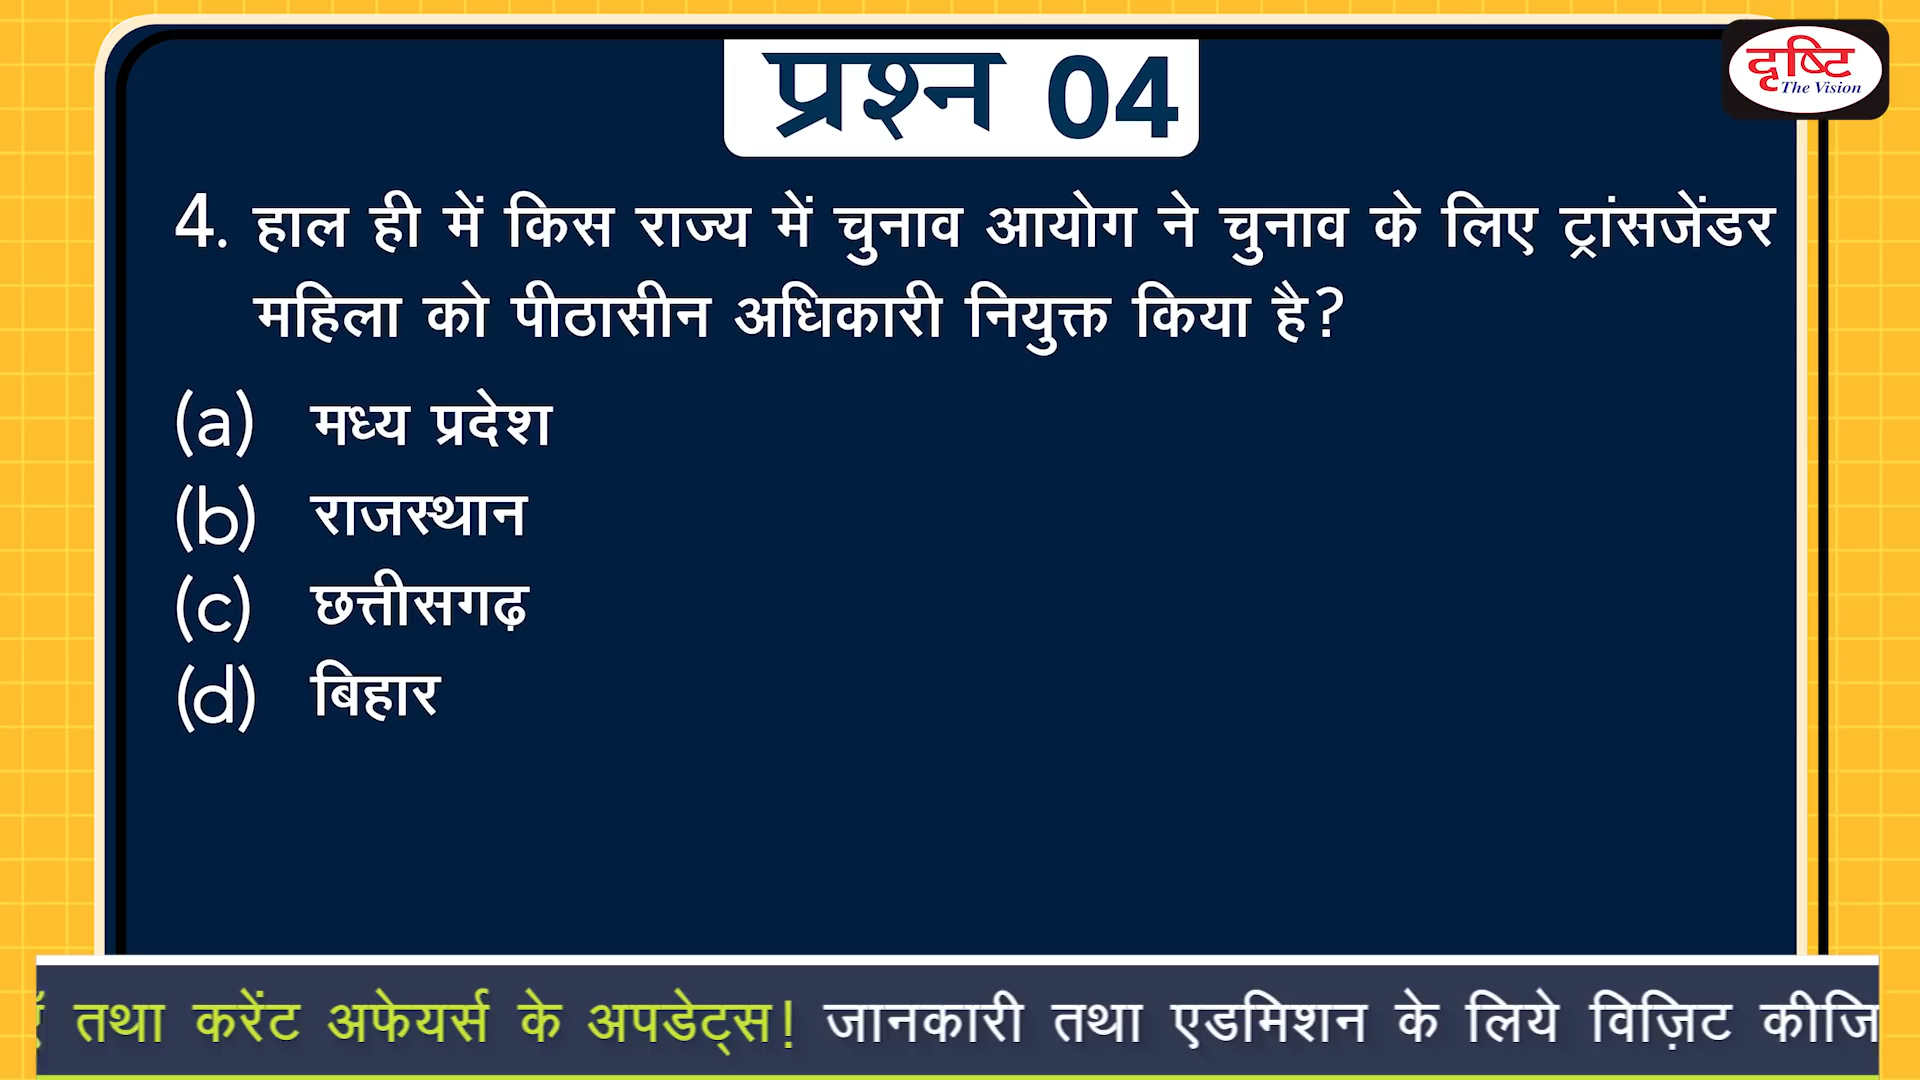 प्रश्न 04
दृष्टि
The Vision
4. हाल ही में किस राज्य में चुनाव आयोग ने चुनाव के लिए ट्रांसजेंडर
महिला को पीठासीन अधिकारी नियुक्त किया है?
(a) मध्य प्रदेश
(b) राजस्थान
(c) छत्तीसगढ़
(d) बिहार
तथा करेंट अफेयर्स के अपडेट्स! जानकारी तथा एडमिशन के लिये विज़िट कीजि